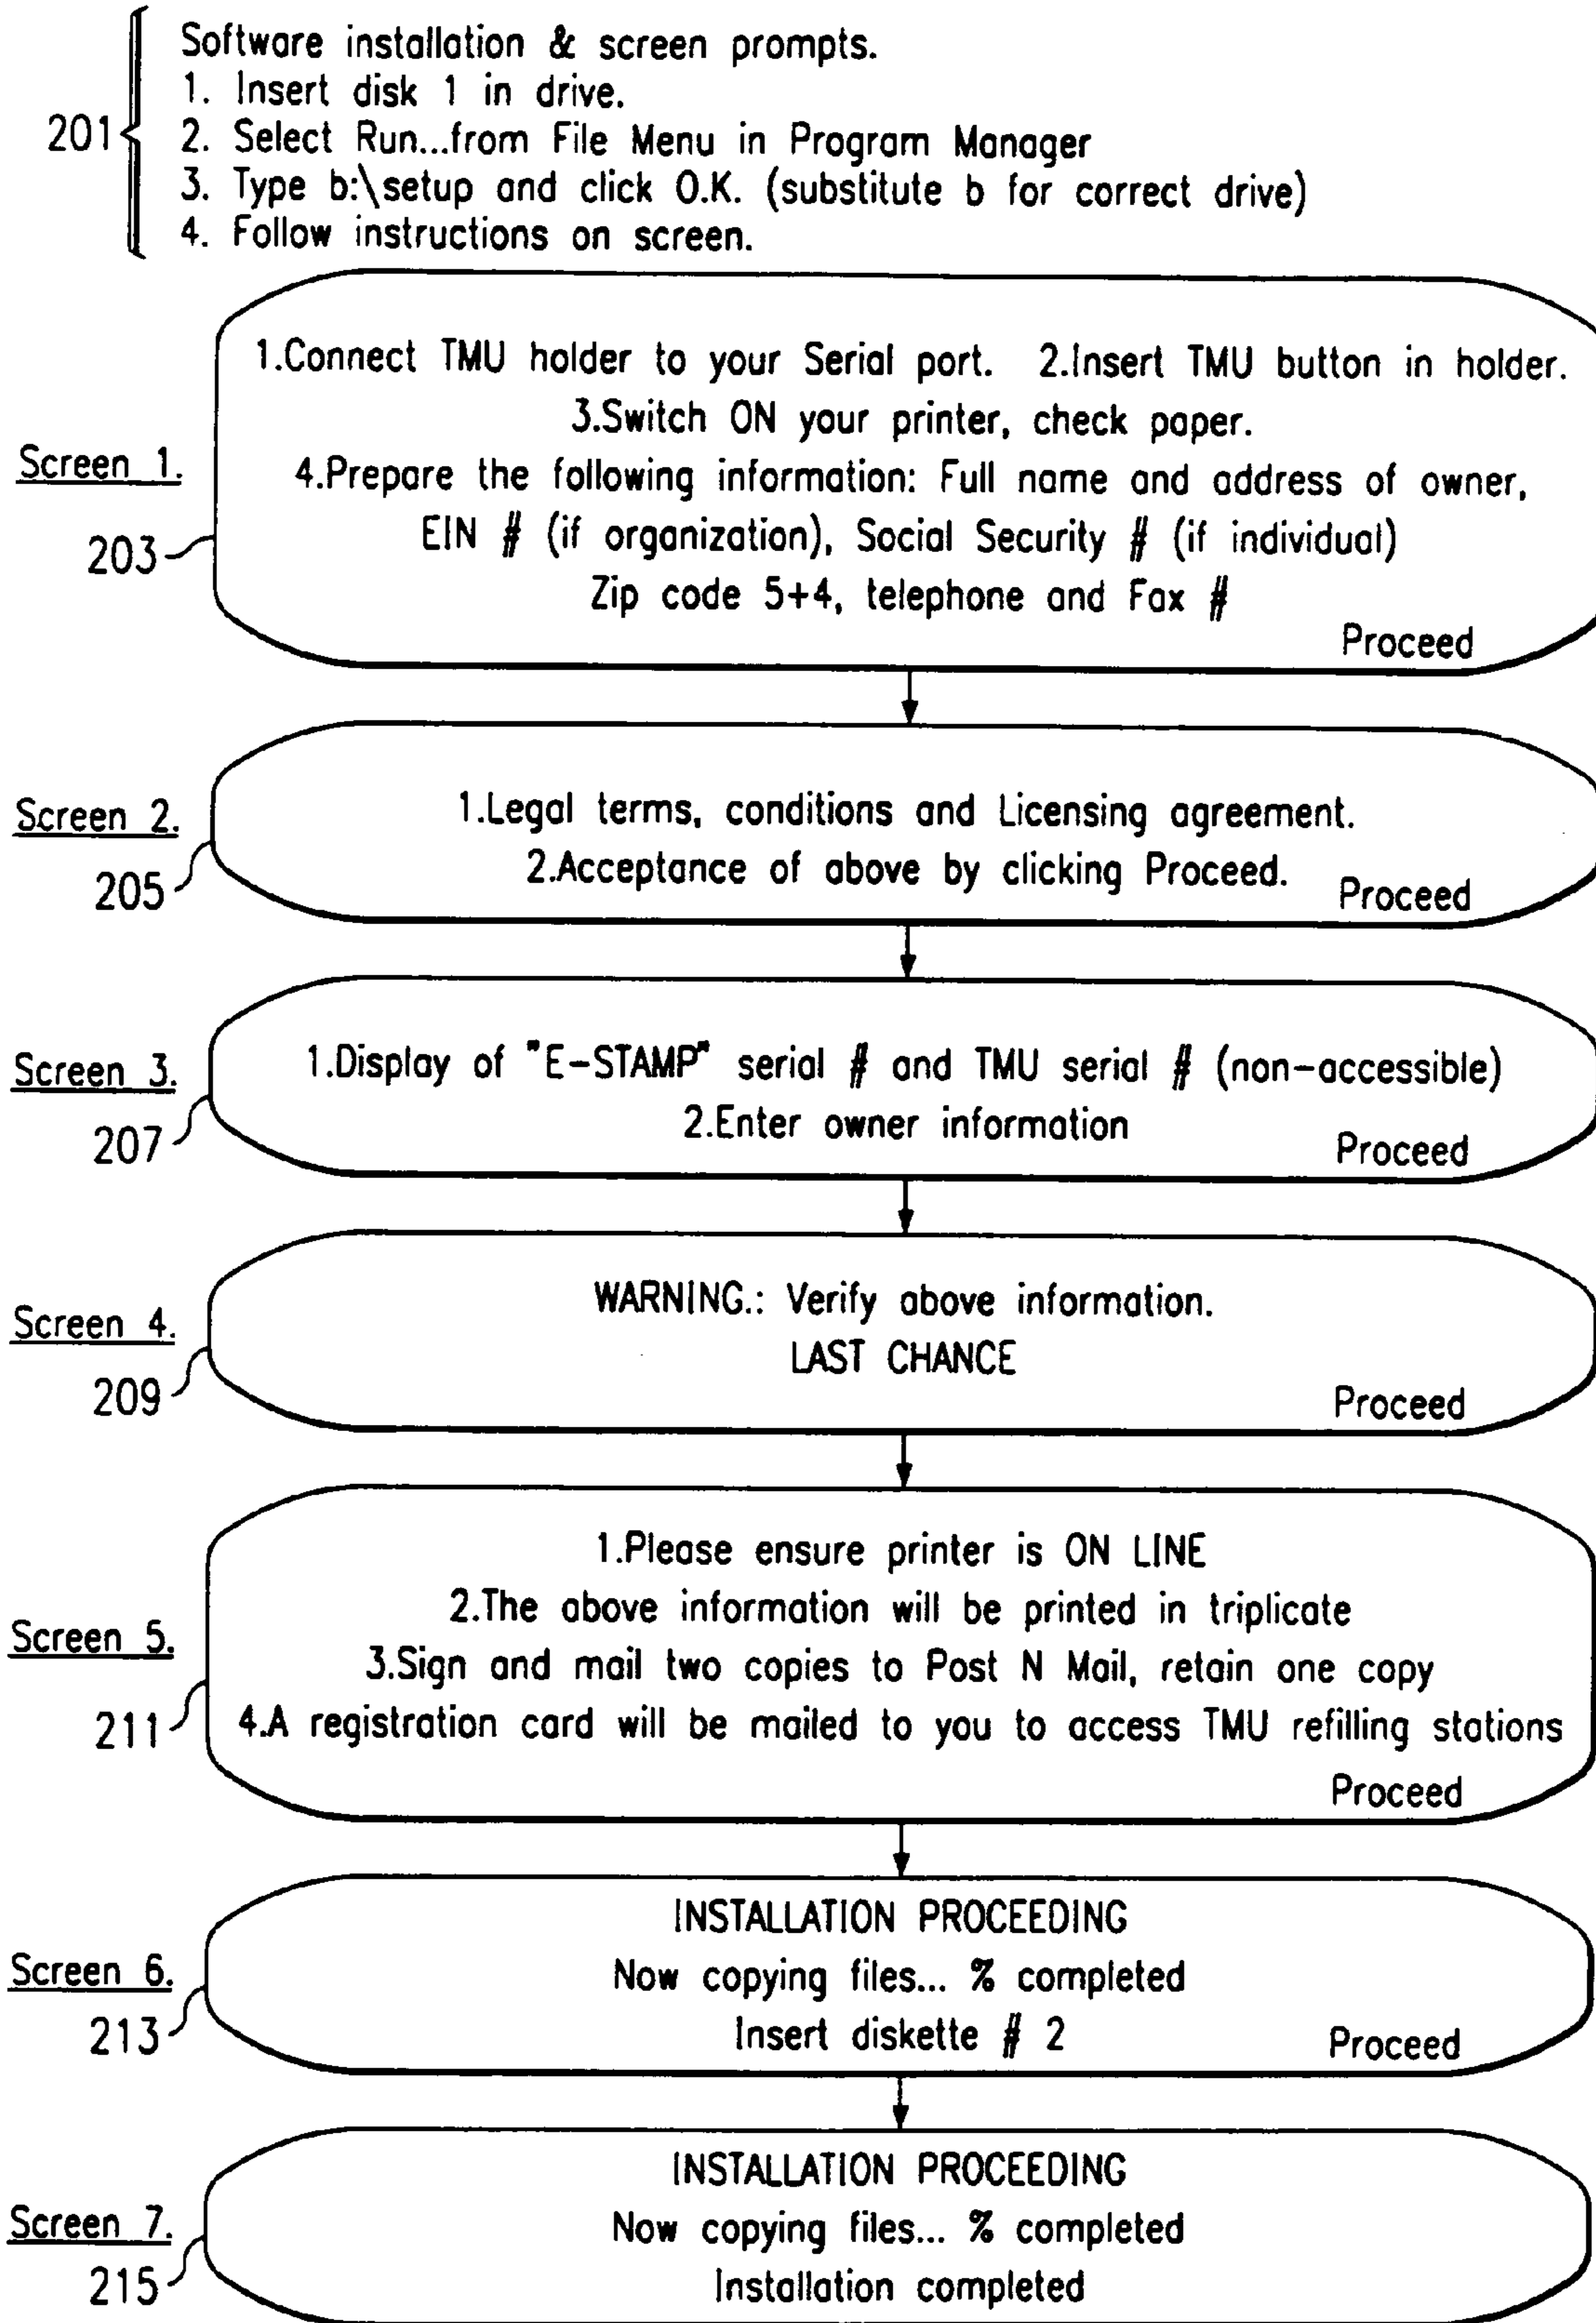 Software installation & screen prompts.
1. Insert disk 1 in drive.
201
2. Select Run...from File Menu in Program Manager
3. Type b:\setup and click O.K. (substitute b for correct drive)
4. Follow instructions on screen.
1.Connect TMU holder to your Serial port. 2.Insert TMU button in holder.
3.Switch ON your printer, check paper.
Screen 1.
4.Prepare the following information: Full name and address of owner,
203
EIN # (if organization), Social Security # (if individual)
Zip code 5+4, telephone and Fax #
Proceed
Screen 2.
1.Legal terms, conditions and Licensing agreement.
205
2.Acceptance of above by clicking Proceed.
Proceed
Screen 3.
1.Display of "E-STAMP" serial # and TMU serial # (non-accessible)
207
2.Enter owner information
Proceed
Screen 4.
WARNING.: Verify above information.
209
LAST CHANCE
Proceed
1.Please ensure printer is ON LINE
2.The above information will be printed in triplicate
Screen 5.
3.Sign and mail two copies to Post N Mail, retain one copy
211
4.A registration card will be mailed to you to access TMU refilling stations
Proceed
INSTALLATION PROCEEDING
Screen 6.
Now copying files... % completed
213
Insert diskette # 2
Proceed
INSTALLATION PROCEEDING
Screen 7.
Now copying files... % completed
215
Installation completed